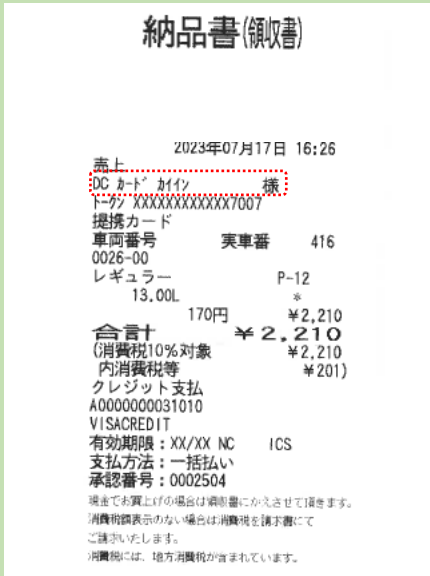 納品書(領収書)
2023年07月17日 16:26
売上
DC カード カイイン 様
トークン XXXXXXXXXXXX7007
提携カード
車両番号 実車番 416
0026-00
レギュラー P-12
13.00L *
170円 ¥2,210
合計 ¥2,210
(消費税10%対象 ¥2,210
内消費税等 ¥201)
クレジット支払
A0000000031010
VISACREDIT
有効期限:XX/XX NC ICS
支払方法:一括払い
承認番号:0002504
現金でお買上げの場合は領収書にかえさせて頂きます。
消費税額表示のない場合は消費税を請求書にて
ご請求いたします。
消費税には、地方消費税が含まれています。